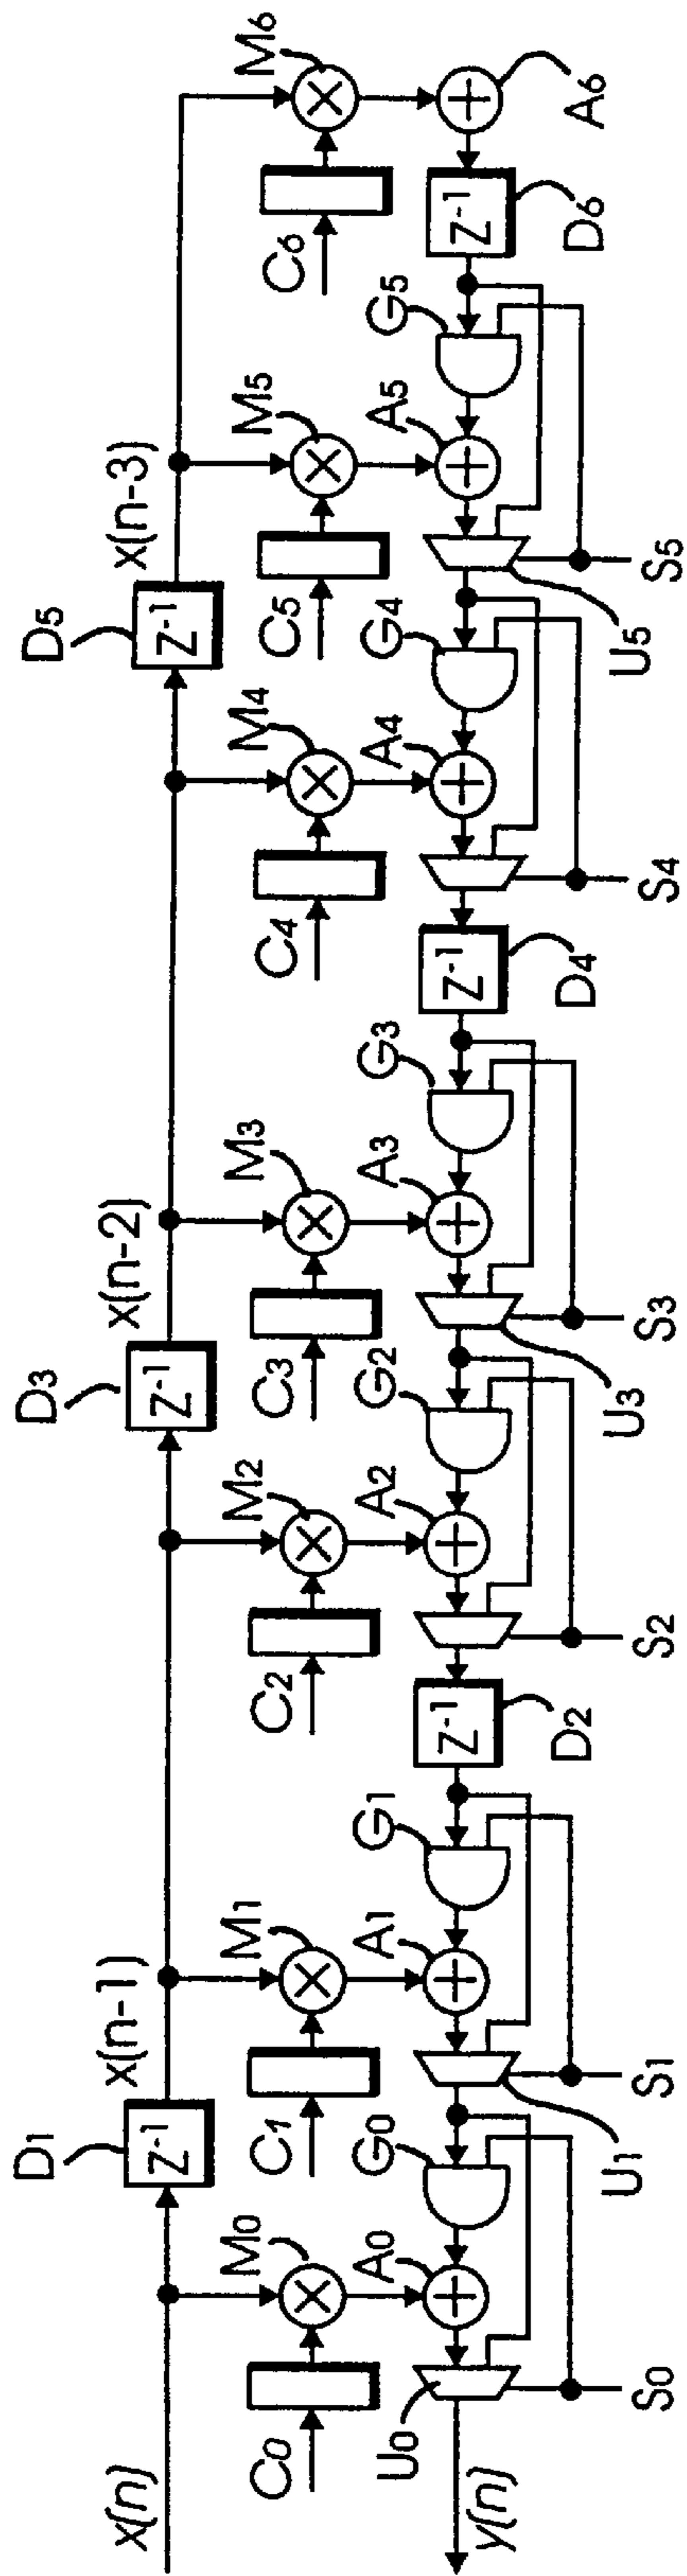 x(n)
D1
Z-1
x(n-1)
D3
Z-1
x(n-2)
D5
Z-1
x(n-3)
C0
M0
C1
M1
C2
M2
C3
M3
C4
M4
C5
M5
C6
M6
y(n)
U0
A0
G0
U1
A1
G1
Z-1
D2
A2
G2
U3
A3
G3
Z-1
D4
A4
G4
U5
A5
G5
Z-1
D6
A6
S0
S1
S2
S3
S4
S5